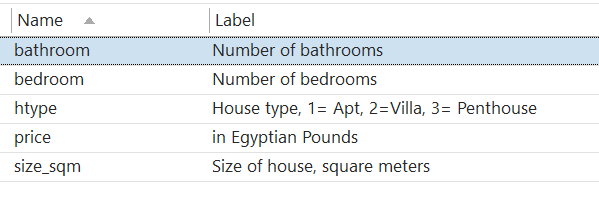 Name Label
bathroom Number of bathrooms
bedroom Number of bedrooms
htype House type, 1= Apt, 2=Villa, 3= Penthouse
price in Egyptian Pounds
size_sqm Size of house, square meters